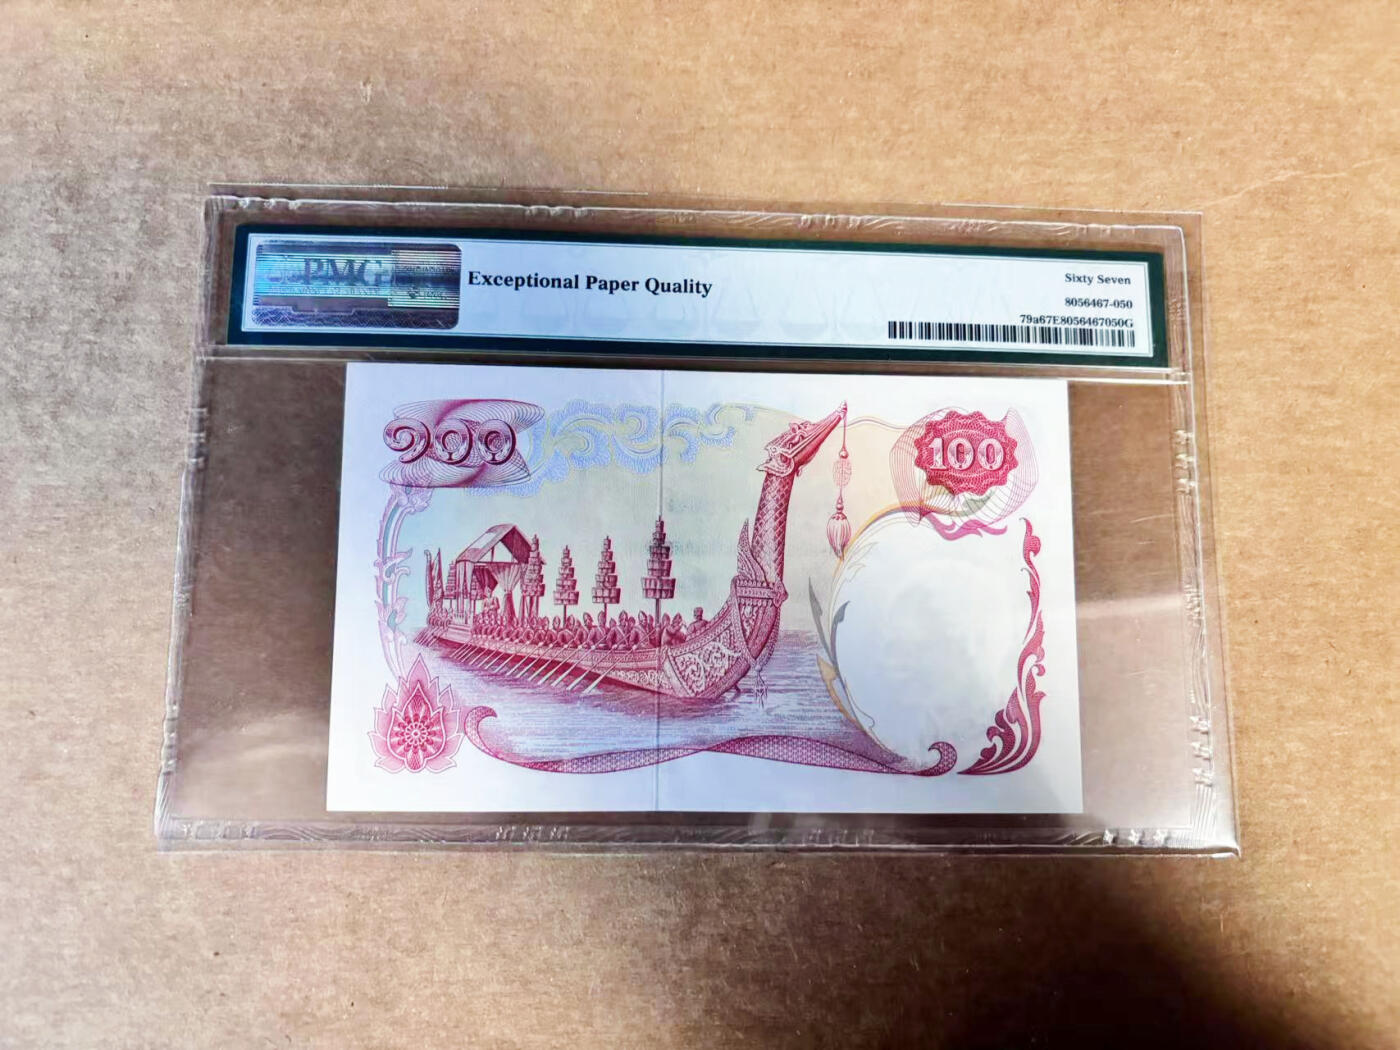 PMG
Exceptional Paper Quality
Sixty Seven
8056467-050
79a67E8056467050G
๑๐๐
100